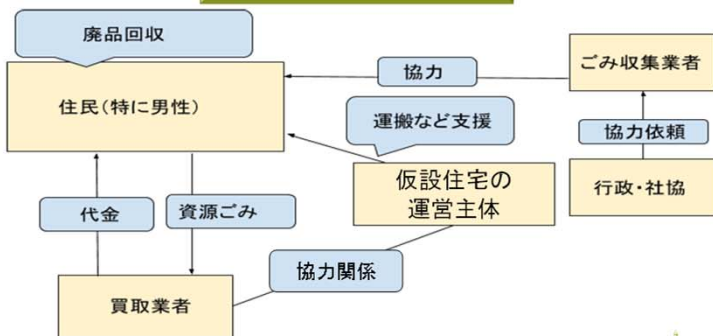 廃品回収
住民(特に男性)
協力
ごみ収集業者
運搬など支援
協力依頼
仮設住宅の
運営主体
行政・社協
代金
資源ごみ
協力関係
買取業者